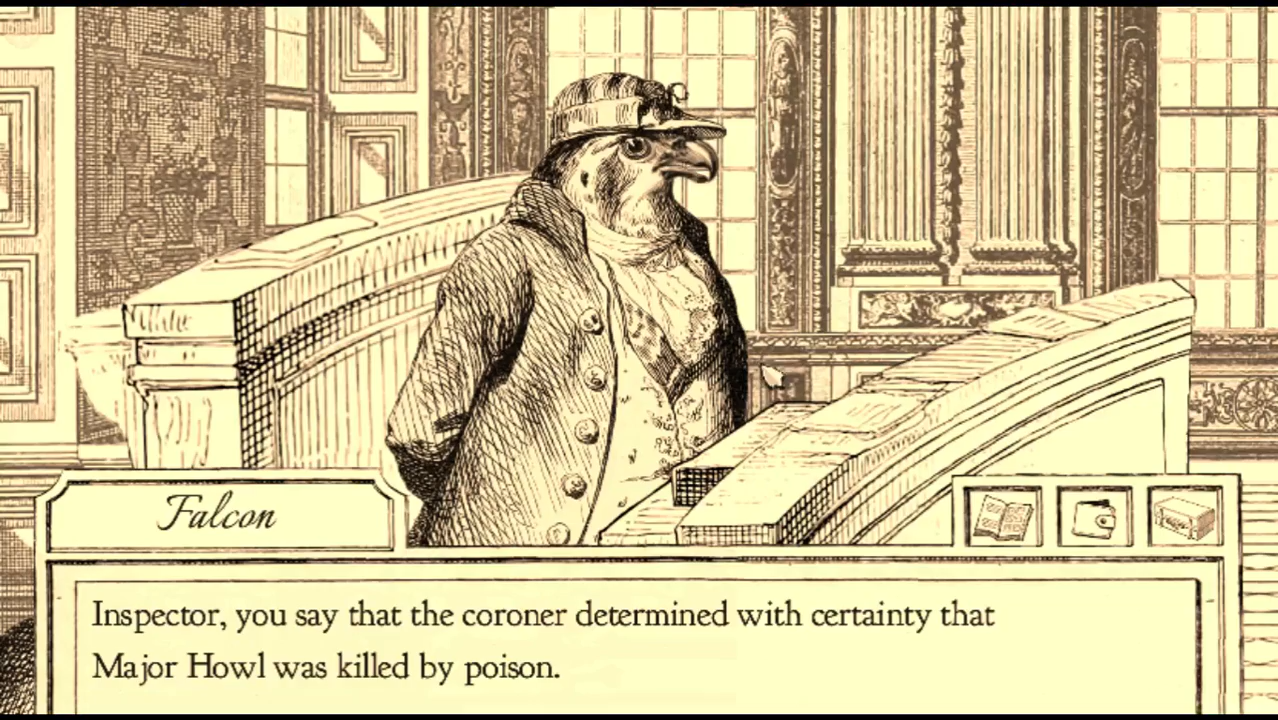 Falcon
Inspector, you say that the coroner determined with certainty that
Major Howl was killed by poison.